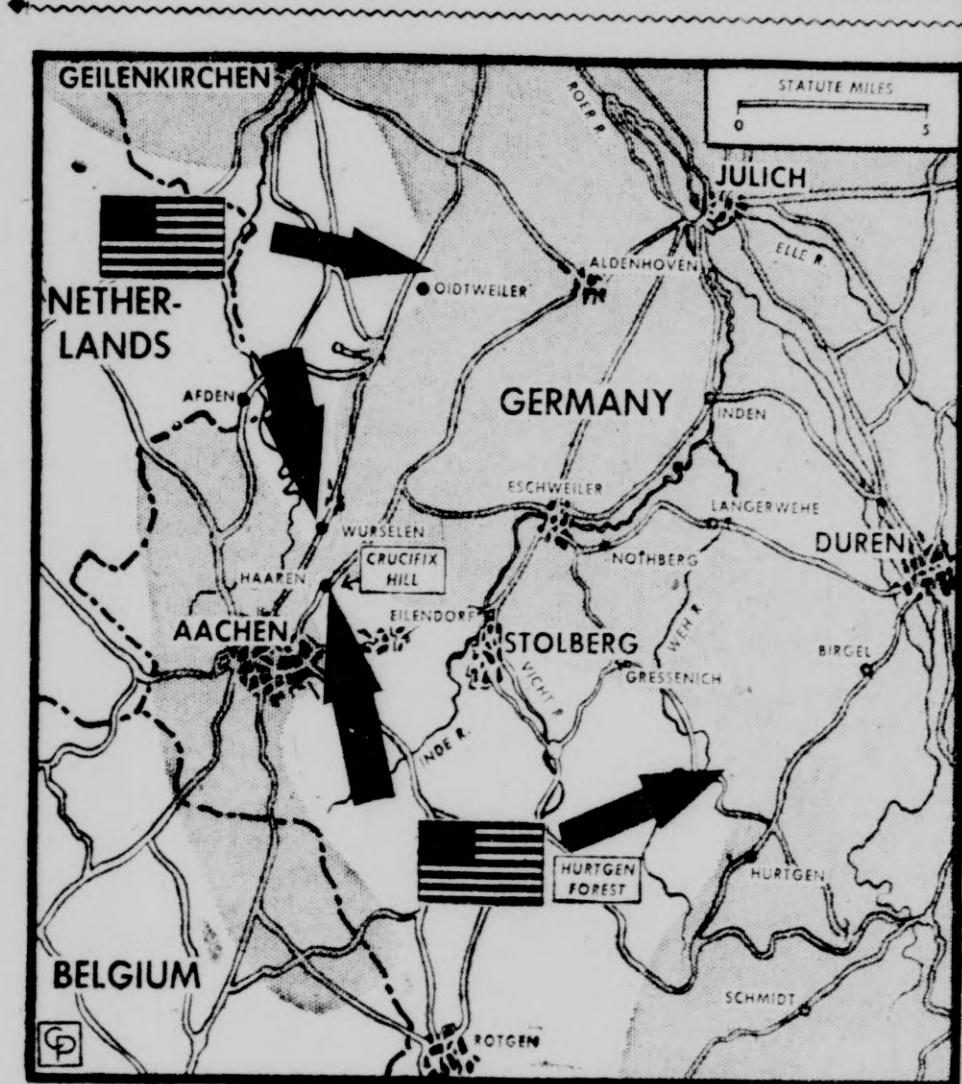 GEILENKIRCHEN
STATUTE MILES
0 5
ROER R.
JULICH
ELLE R.
ALDENHOVEN
OIDTWEILER
NETHER-
LANDS
AFDEN
GERMANY
INDEN
ESCHWEILER
LANGERWEHE
WURSELEN
NOTHBERG
DUREN
CRUCIFIX
HILL
HAAREN
EILENDORF
AACHEN
STOLBERG
WEH R.
BIRGEL
GRESSENICH
VICHT R.
INDE R.
HURTGEN
FOREST
HURTGEN
BELGIUM
SCHMIDT
CP
ROTGEN